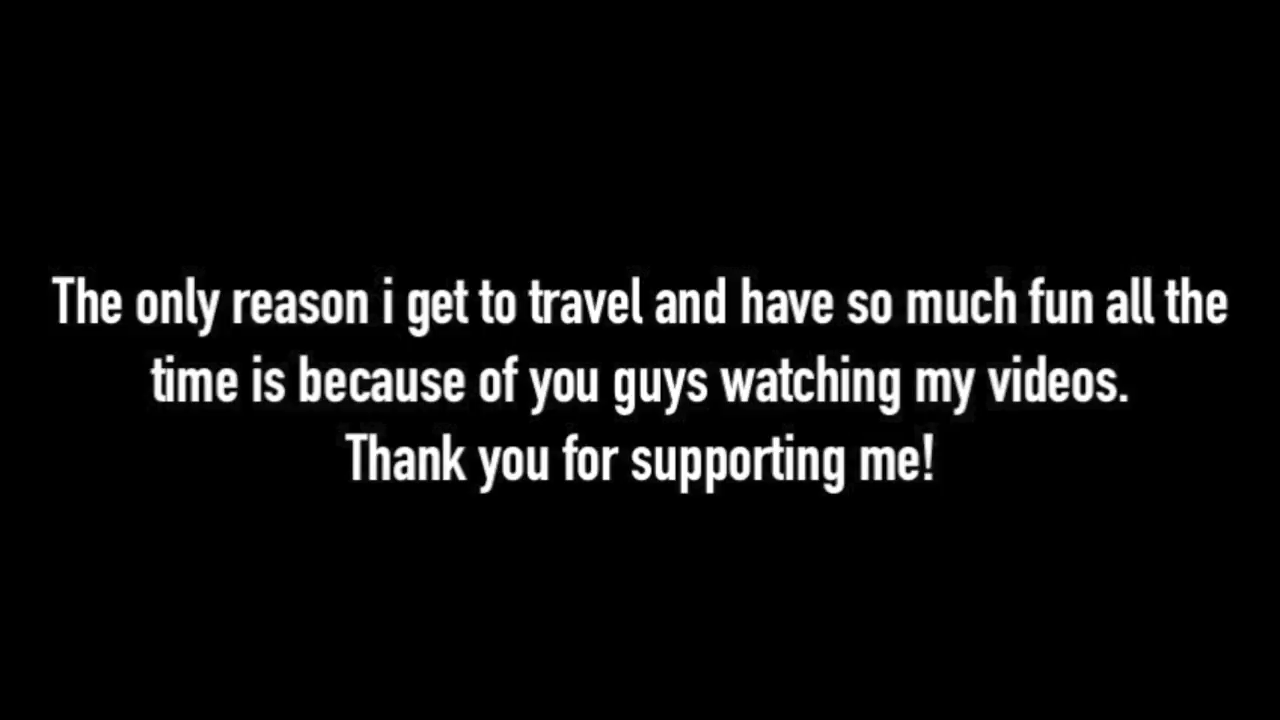 The only reason i get to travel and have so much fun all the
time is because of you guys watching my videos.
Thank you for supporting me!